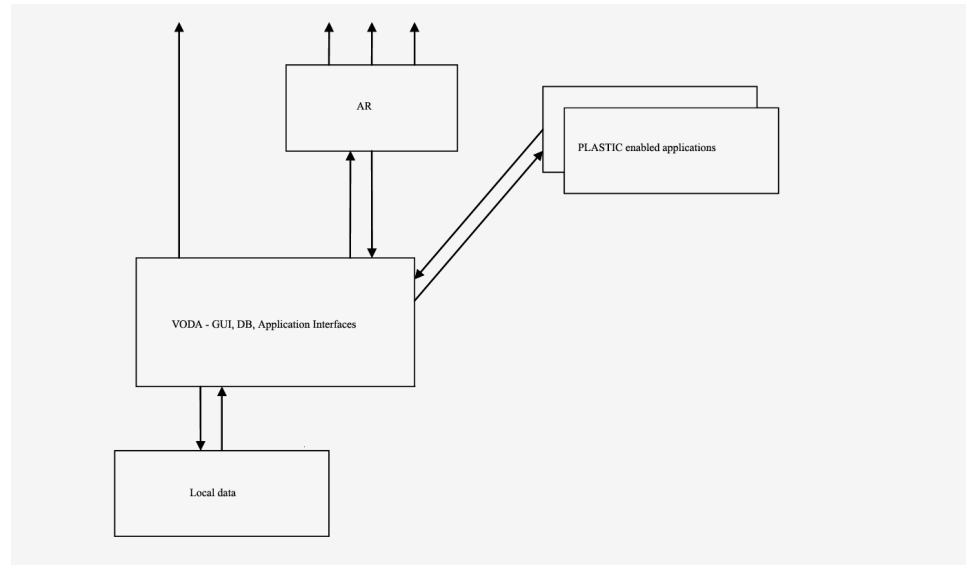 AR
PLASTIC enabled applications
VODA - GUI, DB, Application Interfaces
Local data